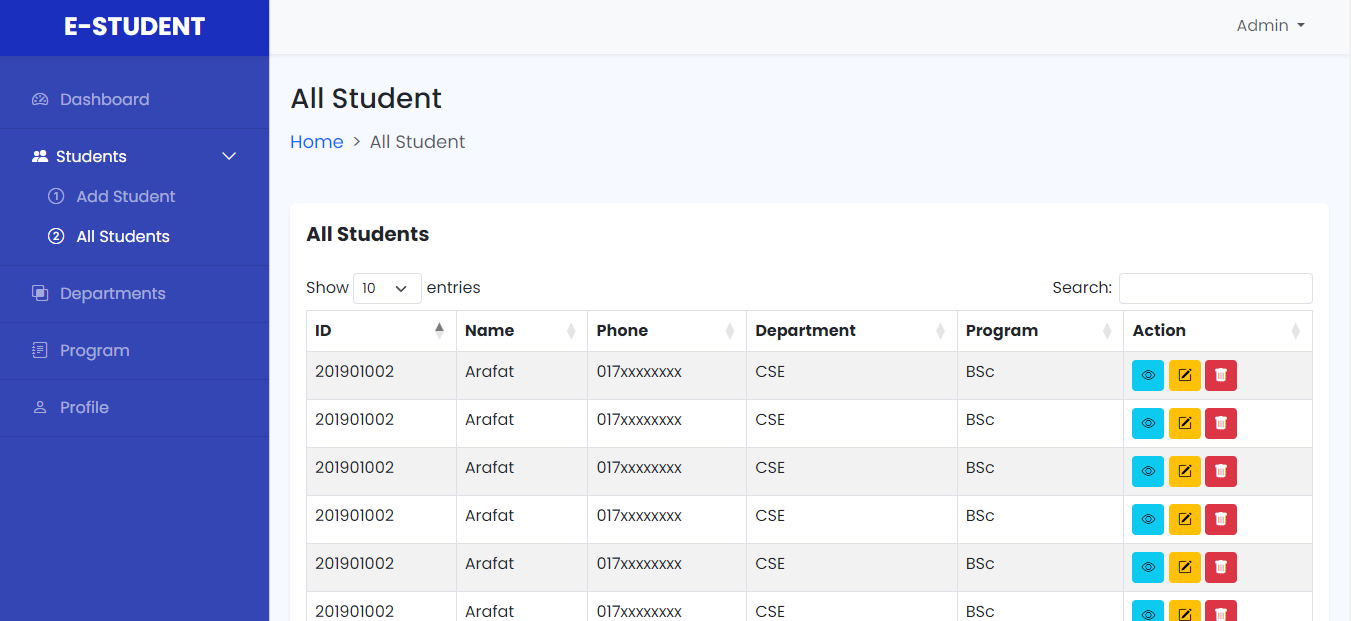 E-STUDENT
Admin
Dashboard
Students
1 Add Student
2 All Students
Departments
Program
Profile
All Student
Home > All Student
All Students
Show 10 entries
Search:
ID Name Phone Department Program Action
201901002 Arafat 017xxxxxxxx CSE BSc
201901002 Arafat 017xxxxxxxx CSE BSc
201901002 Arafat 017xxxxxxxx CSE BSc
201901002 Arafat 017xxxxxxxx CSE BSc
201901002 Arafat 017xxxxxxxx CSE BSc
201901002 Arafat 017xxxxxxxx CSE BSc